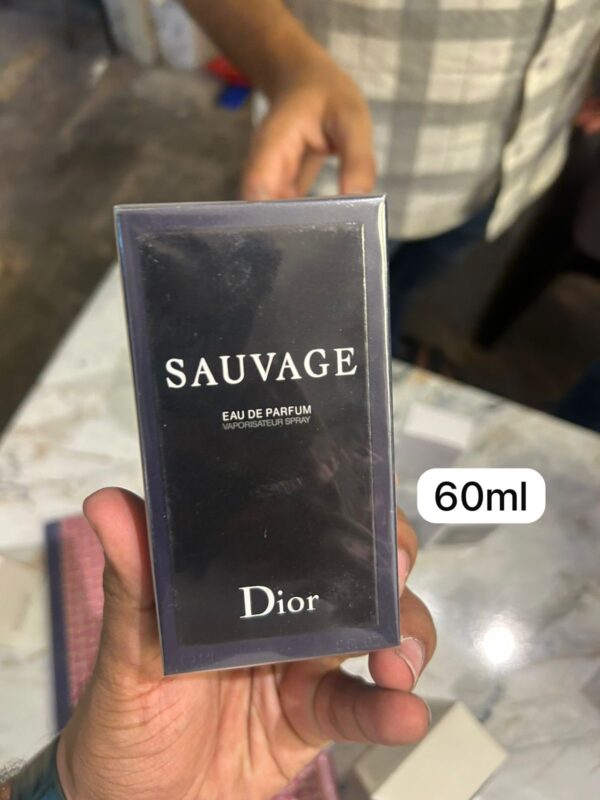 SAUVAGE
EAU DE PARFUM
VAPORISATEUR SPRAY
60ml
Dior